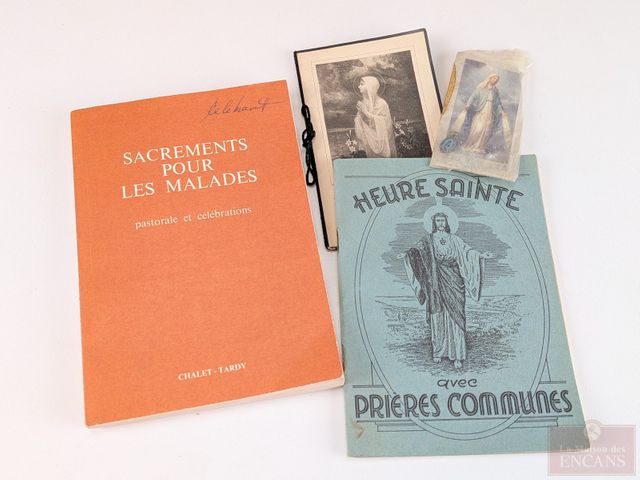 célébrant
SACREMENTS
POUR
LES MALADES
pastorale et célébrations
CHALET-TARDY
HEURE SAINTE
avec
PRIÈRES COMMUNES
La Maison des
ENCANS